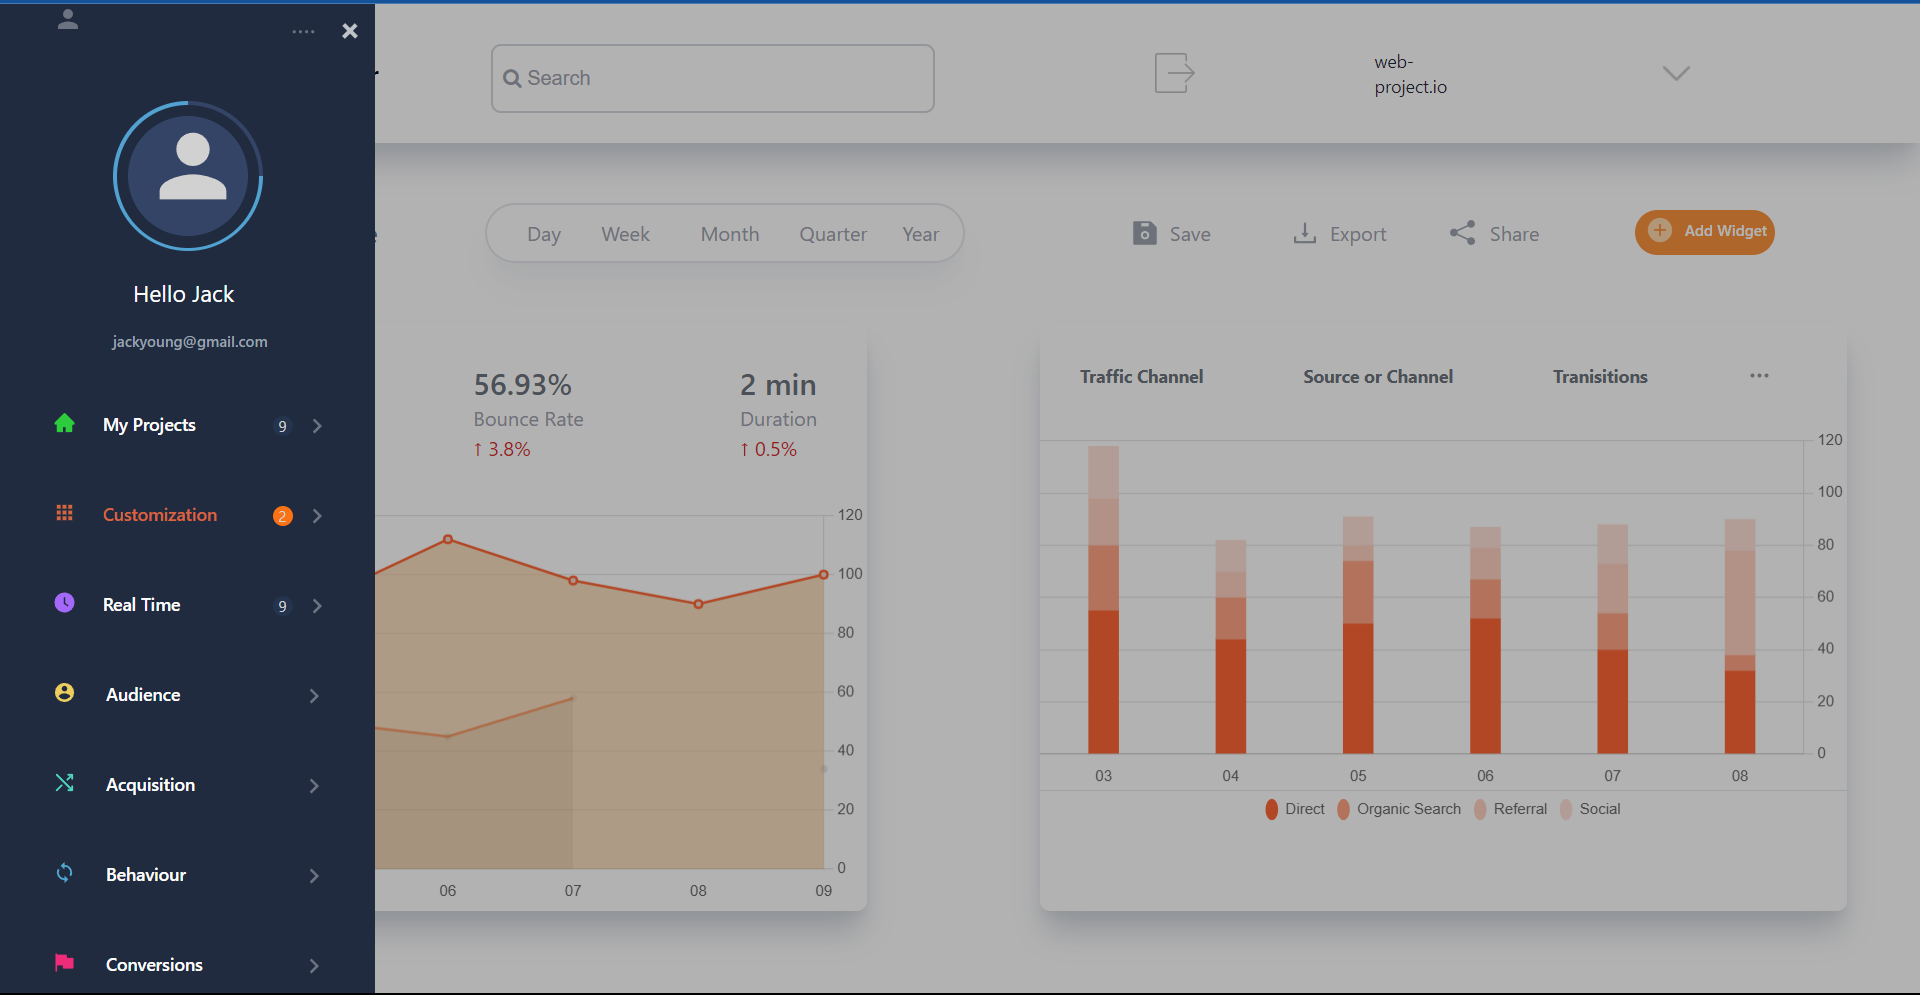 Hello Jack
jackyoung@gmail.com
My Projects 9
Customization 2
Real Time 9
Audience
Acquisition
Behaviour
Conversions
Search
web-
project.io
Day Week Month Quarter Year
Save Export Share Add Widget
56.93%
Bounce Rate
↑ 3.8%
2 min
Duration
↑ 0.5%
120
100
80
60
40
20
0
06 07 08 09
Traffic Channel Source or Channel Tranisitions
120
100
80
60
40
20
0
03 04 05 06 07 08
Direct Organic Search Referral Social